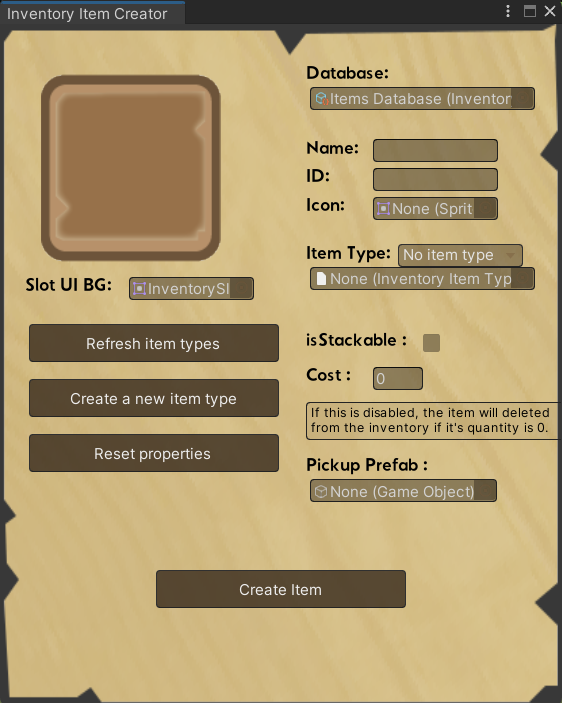 Inventory Item Creator
Database:
Items Database (Inventor
Name:
ID:
Icon:
None (Sprit
Item Type:
No item type
None (Inventory Item Typ
Slot UI BG:
InventorySl
Refresh item types
Create a new item type
Reset properties
isStackable :
Cost :
0
If this is disabled, the item will deleted
from the inventory if it's quantity is 0.
Pickup Prefab :
None (Game Object)
Create Item